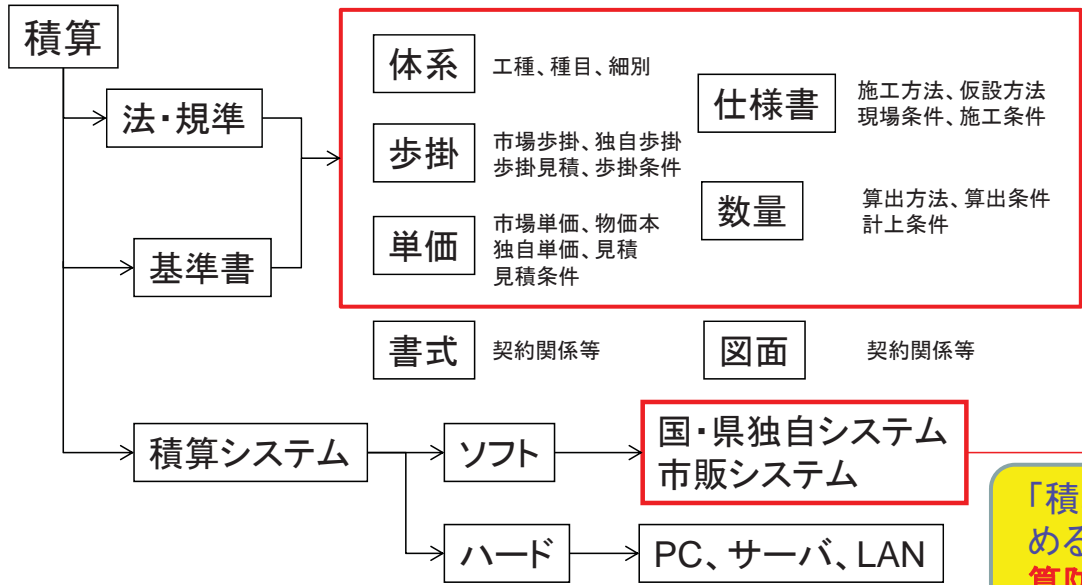 積算
法・規準
基準書
体系
工種、種目、細別
歩掛
市場歩掛、独自歩掛
歩掛見積、歩掛条件
単価
市場単価、物価本
独自単価、見積
見積条件
仕様書
施工方法、仮設方法
現場条件、施工条件
数量
算出方法、算出条件
計上条件
書式
契約関係等
図面
契約関係等
積算システム
ソフト
国・県独自システム
市販システム
ハード
PC、サーバ、LAN
「積
める